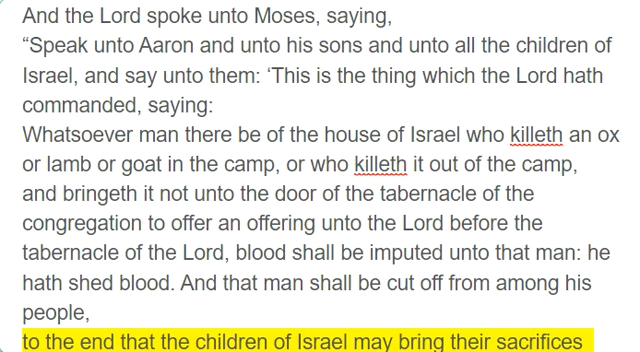 And the Lord spoke unto Moses, saying,
“Speak unto Aaron and unto his sons and unto all the children of
Israel, and say unto them: ‘This is the thing which the Lord hath
commanded, saying:
Whatsoever man there be of the house of Israel who killeth an ox
or lamb or goat in the camp, or who killeth it out of the camp,
and bringeth it not unto the door of the tabernacle of the
congregation to offer an offering unto the Lord before the
tabernacle of the Lord, blood shall be imputed unto that man: he
hath shed blood. And that man shall be cut off from among his
people,
to the end that the children of Israel may bring their sacrifices